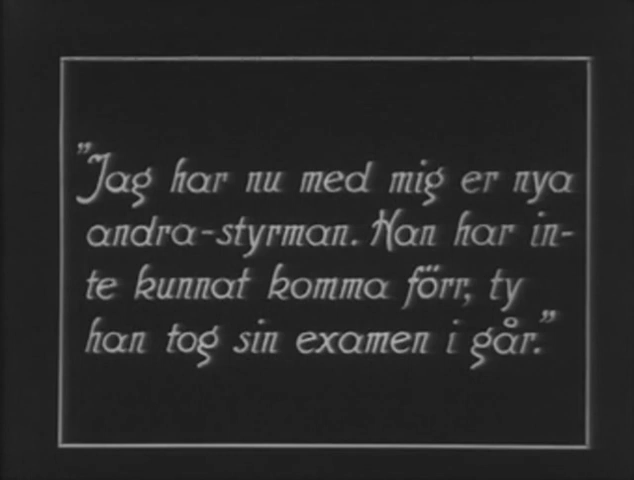 "Jag har nu med mig er nya
andra-styrman. Han har in-
te kunnat komma förr, ty
han tog sin examen i går."